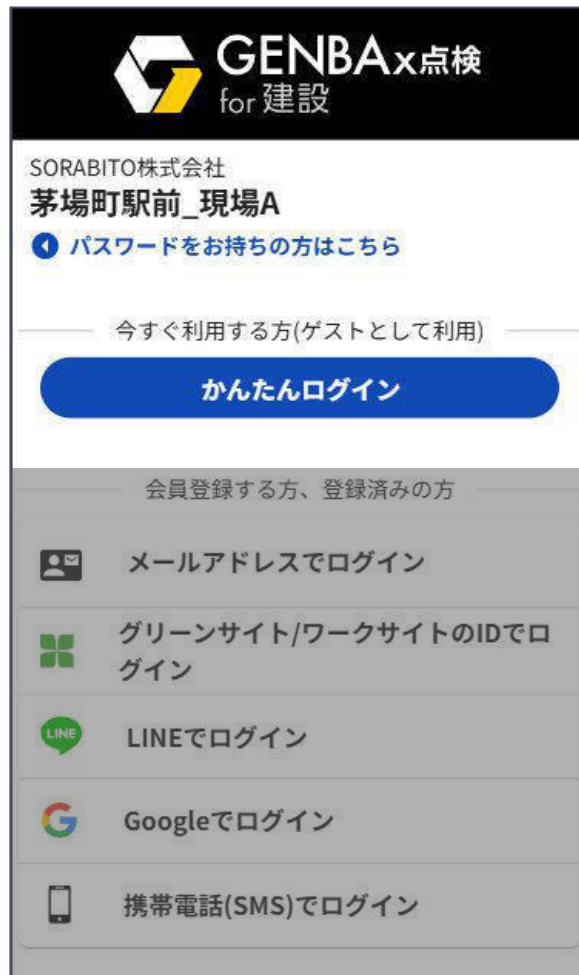 GENBAx点検
for 建設
SORABITO株式会社
茅場町駅前_現場A
パスワードをお持ちの方はこちら
今すぐ利用する方(ゲストとして利用)
かんたんログイン
会員登録する方、登録済みの方
メールアドレスでログイン
グリーンサイト/ワークサイトのIDでロ
グイン
LINE
LINEでログイン
Googleでログイン
携帯電話(SMS)でログイン